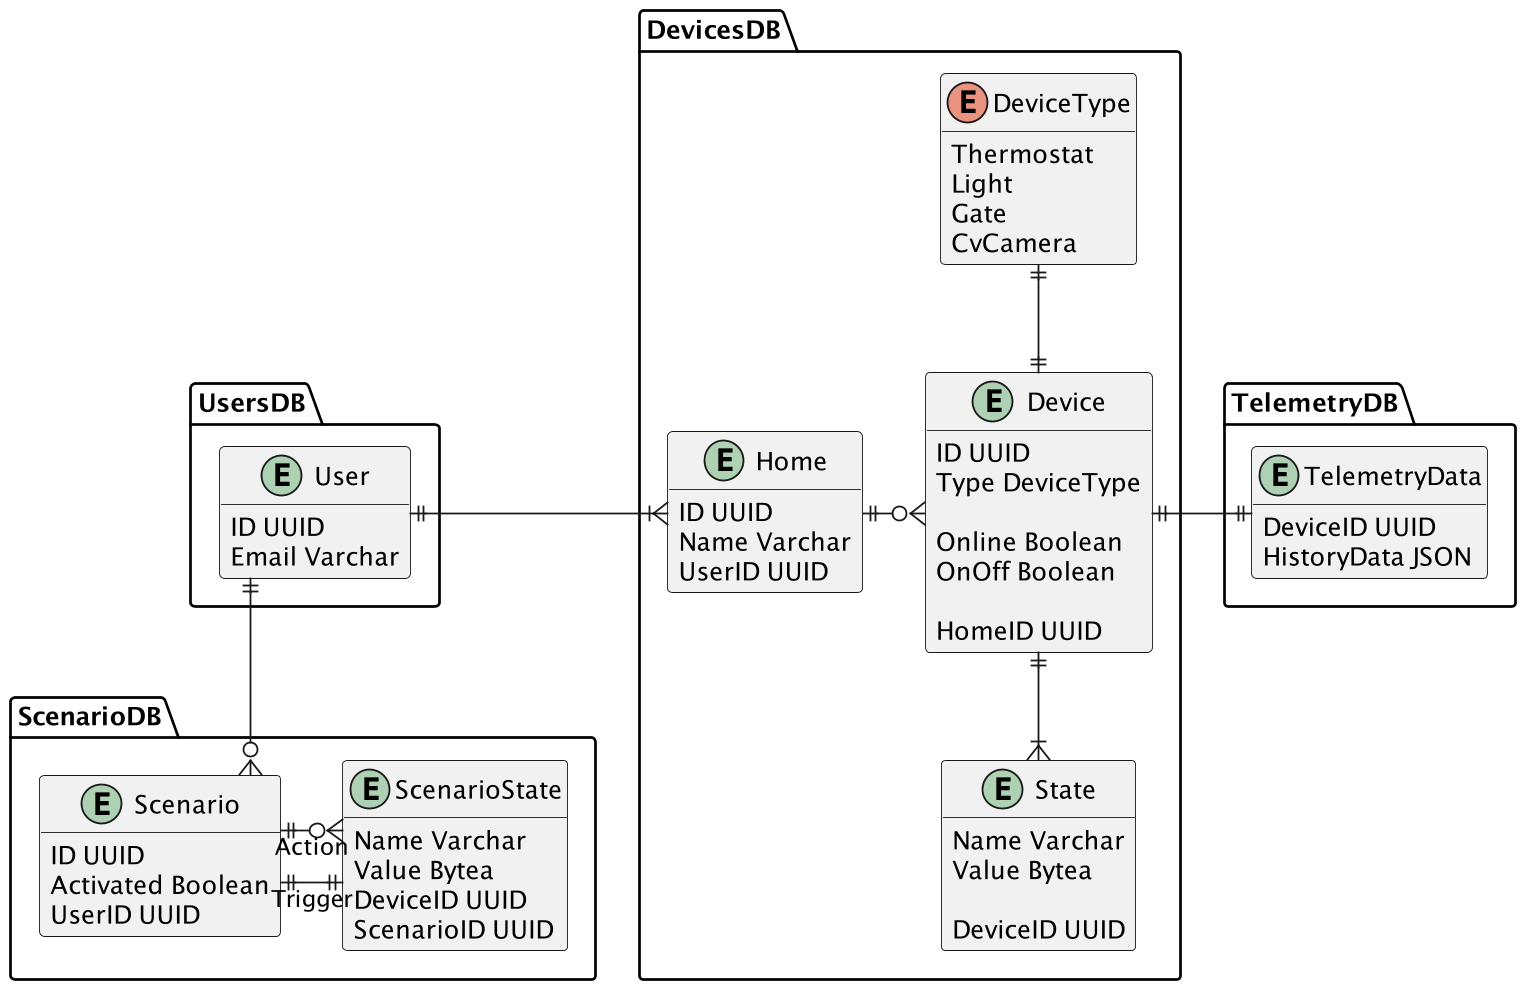 DevicesDB
E DeviceType
Thermostat
Light
Gate
CvCamera
UsersDB
E User
ID UUID
Email Varchar
E Home
ID UUID
Name Varchar
UserID UUID
E Device
ID UUID
Type DeviceType
Online Boolean
OnOff Boolean
HomeID UUID
TelemetryDB
E TelemetryData
DeviceID UUID
HistoryData JSON
ScenarioDB
E Scenario
ID UUID
Activated Boolean
UserID UUID
Action
Trigger
E ScenarioState
Name Varchar
Value Bytea
DeviceID UUID
ScenarioID UUID
E State
Name Varchar
Value Bytea
DeviceID UUID